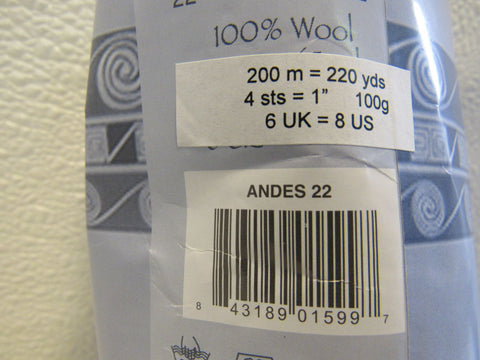 22
100% Wool
200 m = 220 yds
4 sts = 1" 100g
6 UK = 8 US
ANDES 22
8 43189 01599 7